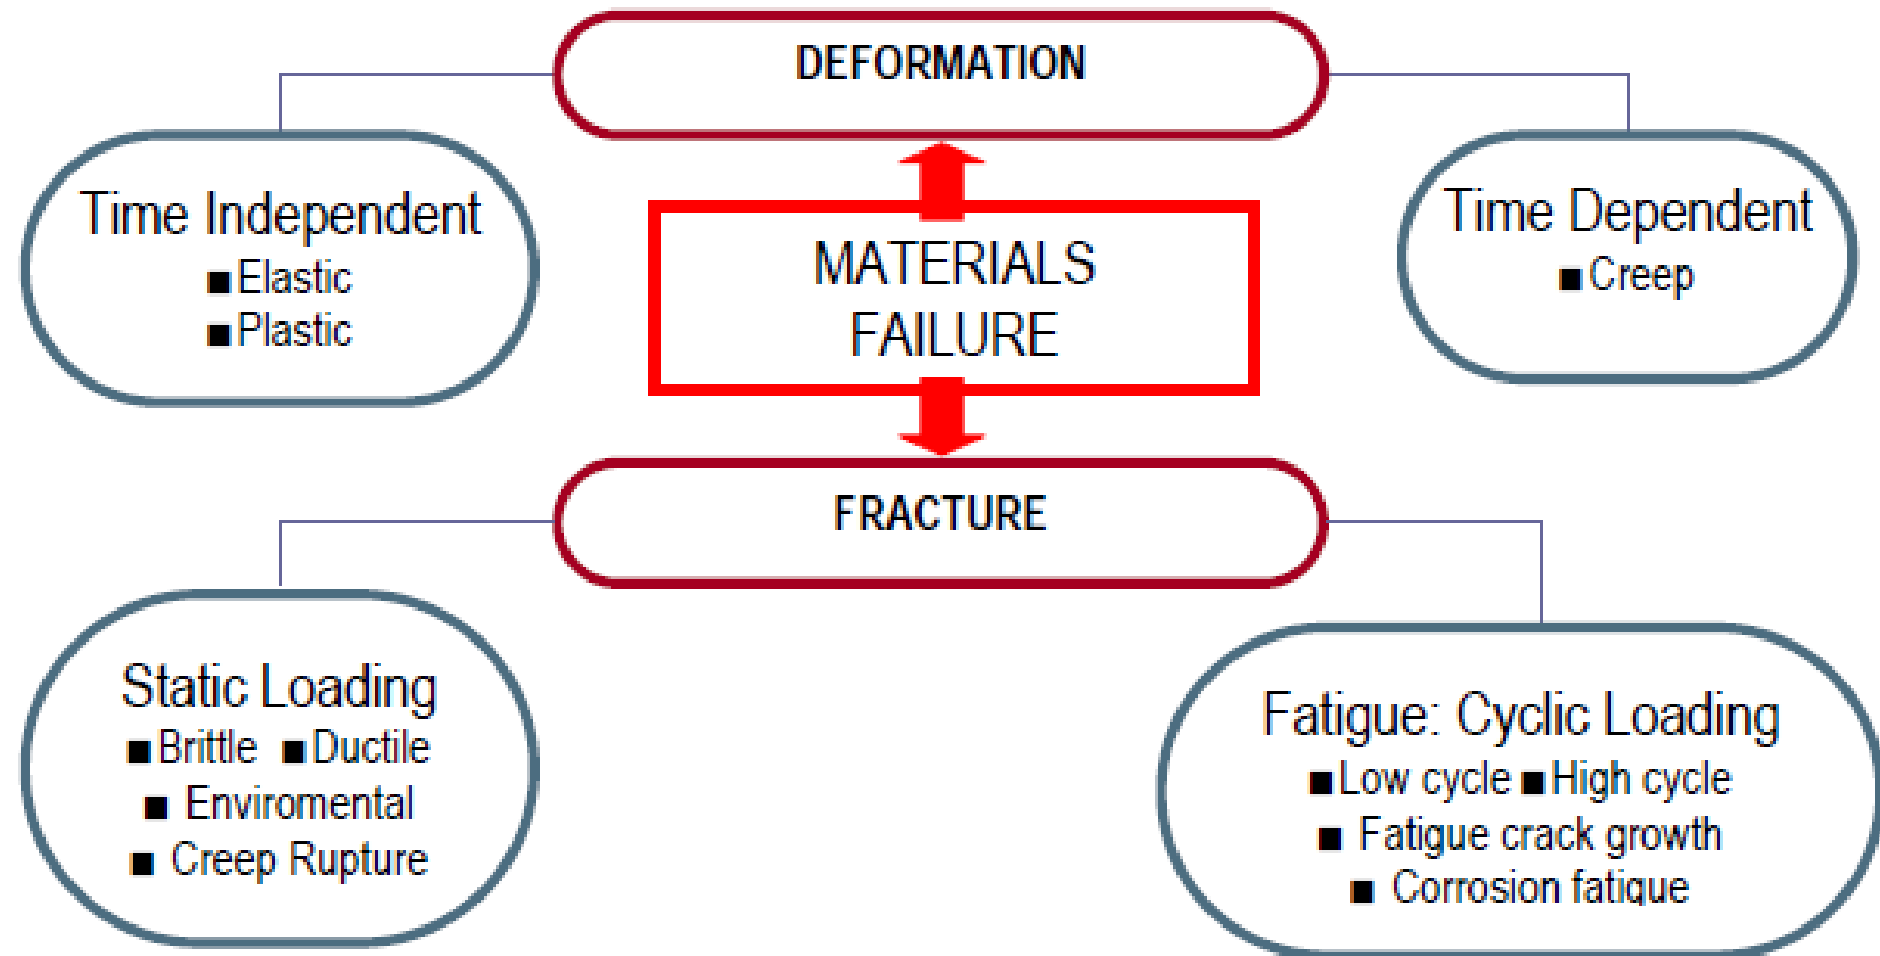 DEFORMATION
Time Independent
■Elastic
■Plastic
MATERIALS
FAILURE
Time Dependent
■Creep
FRACTURE
Static Loading
■Brittle ■Ductile
■ Enviromental
■ Creep Rupture
Fatigue: Cyclic Loading
■Low cycle ■High cycle
■ Fatigue crack growth
■ Corrosion fatigue